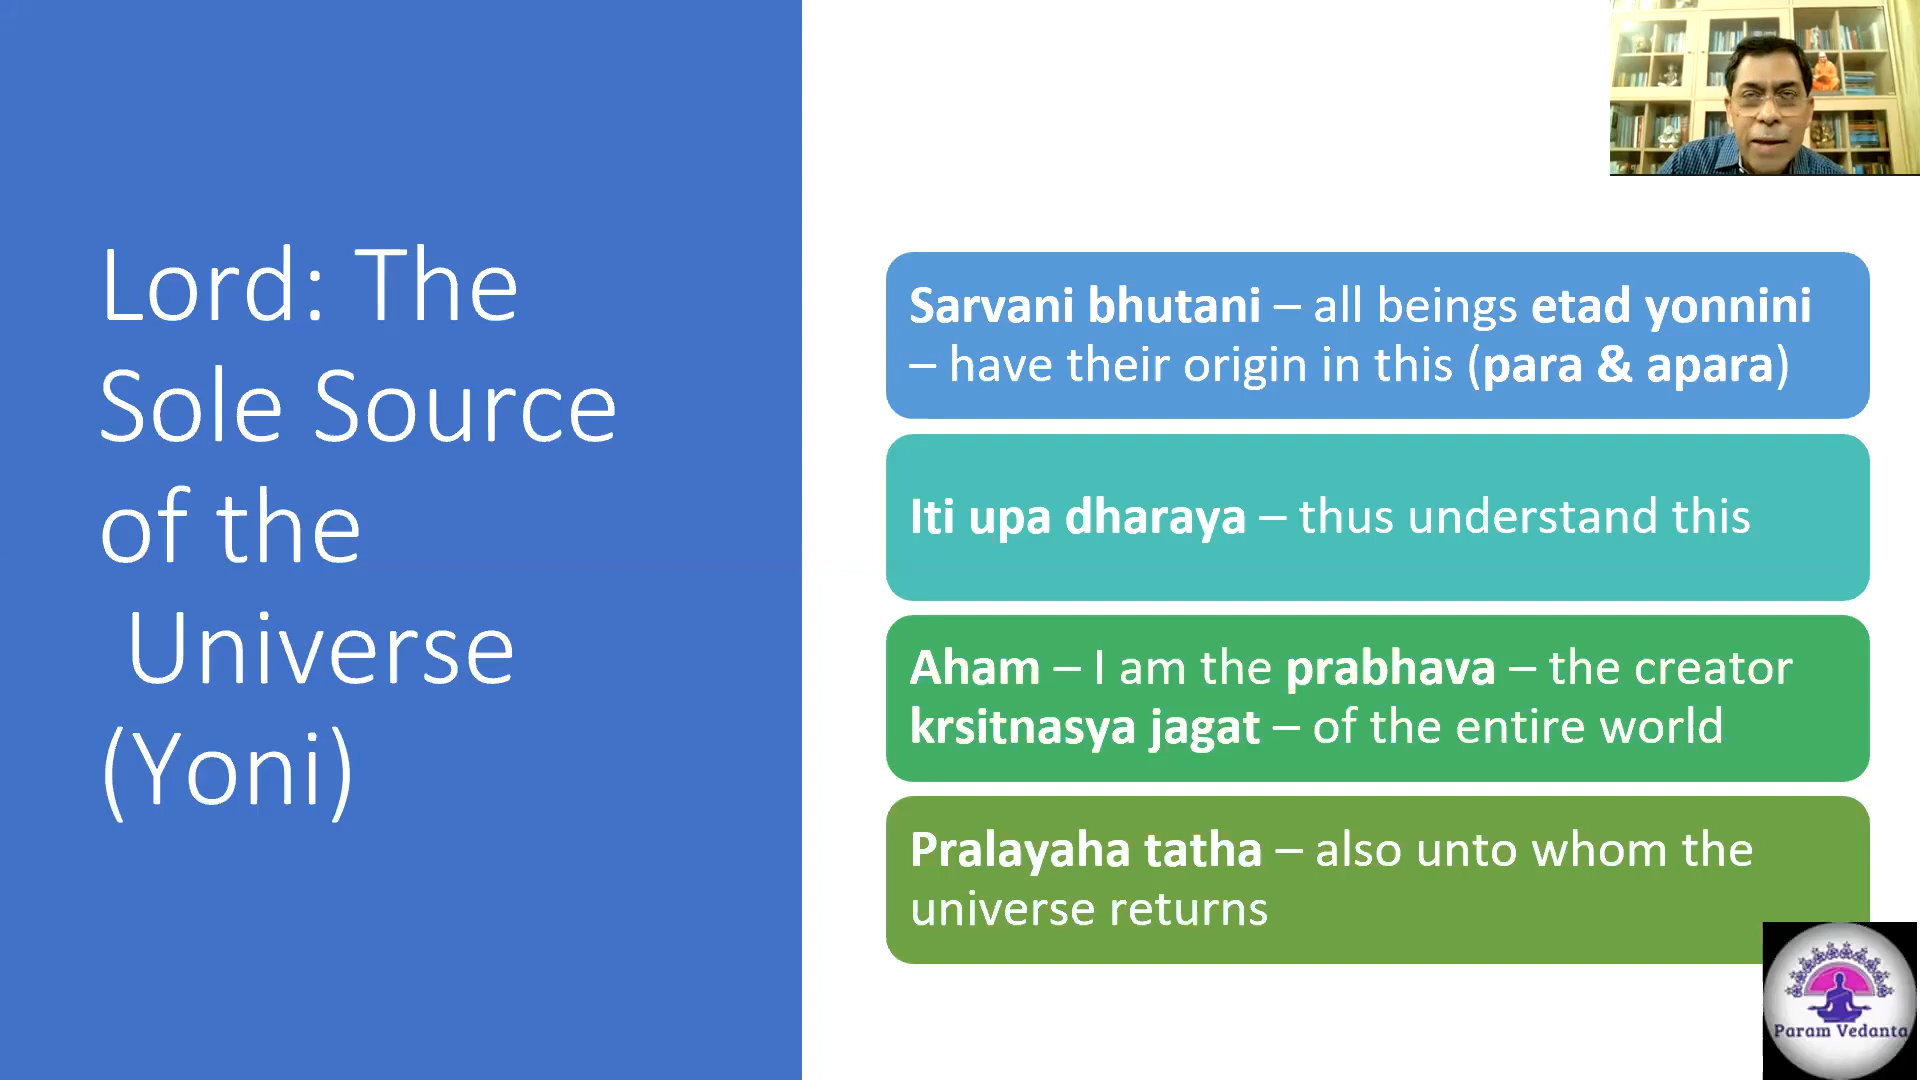 Lord: The
Sole Source
of the
Universe
(Yoni)
Sarvani bhutani – all beings etad yonnini
– have their origin in this (para & apara)
Iti upa dharaya – thus understand this
Aham – I am the prabhava – the creator
krsitnasya jagat – of the entire world
Pralayaha tatha – also unto whom the
universe returns
Param Vedanta